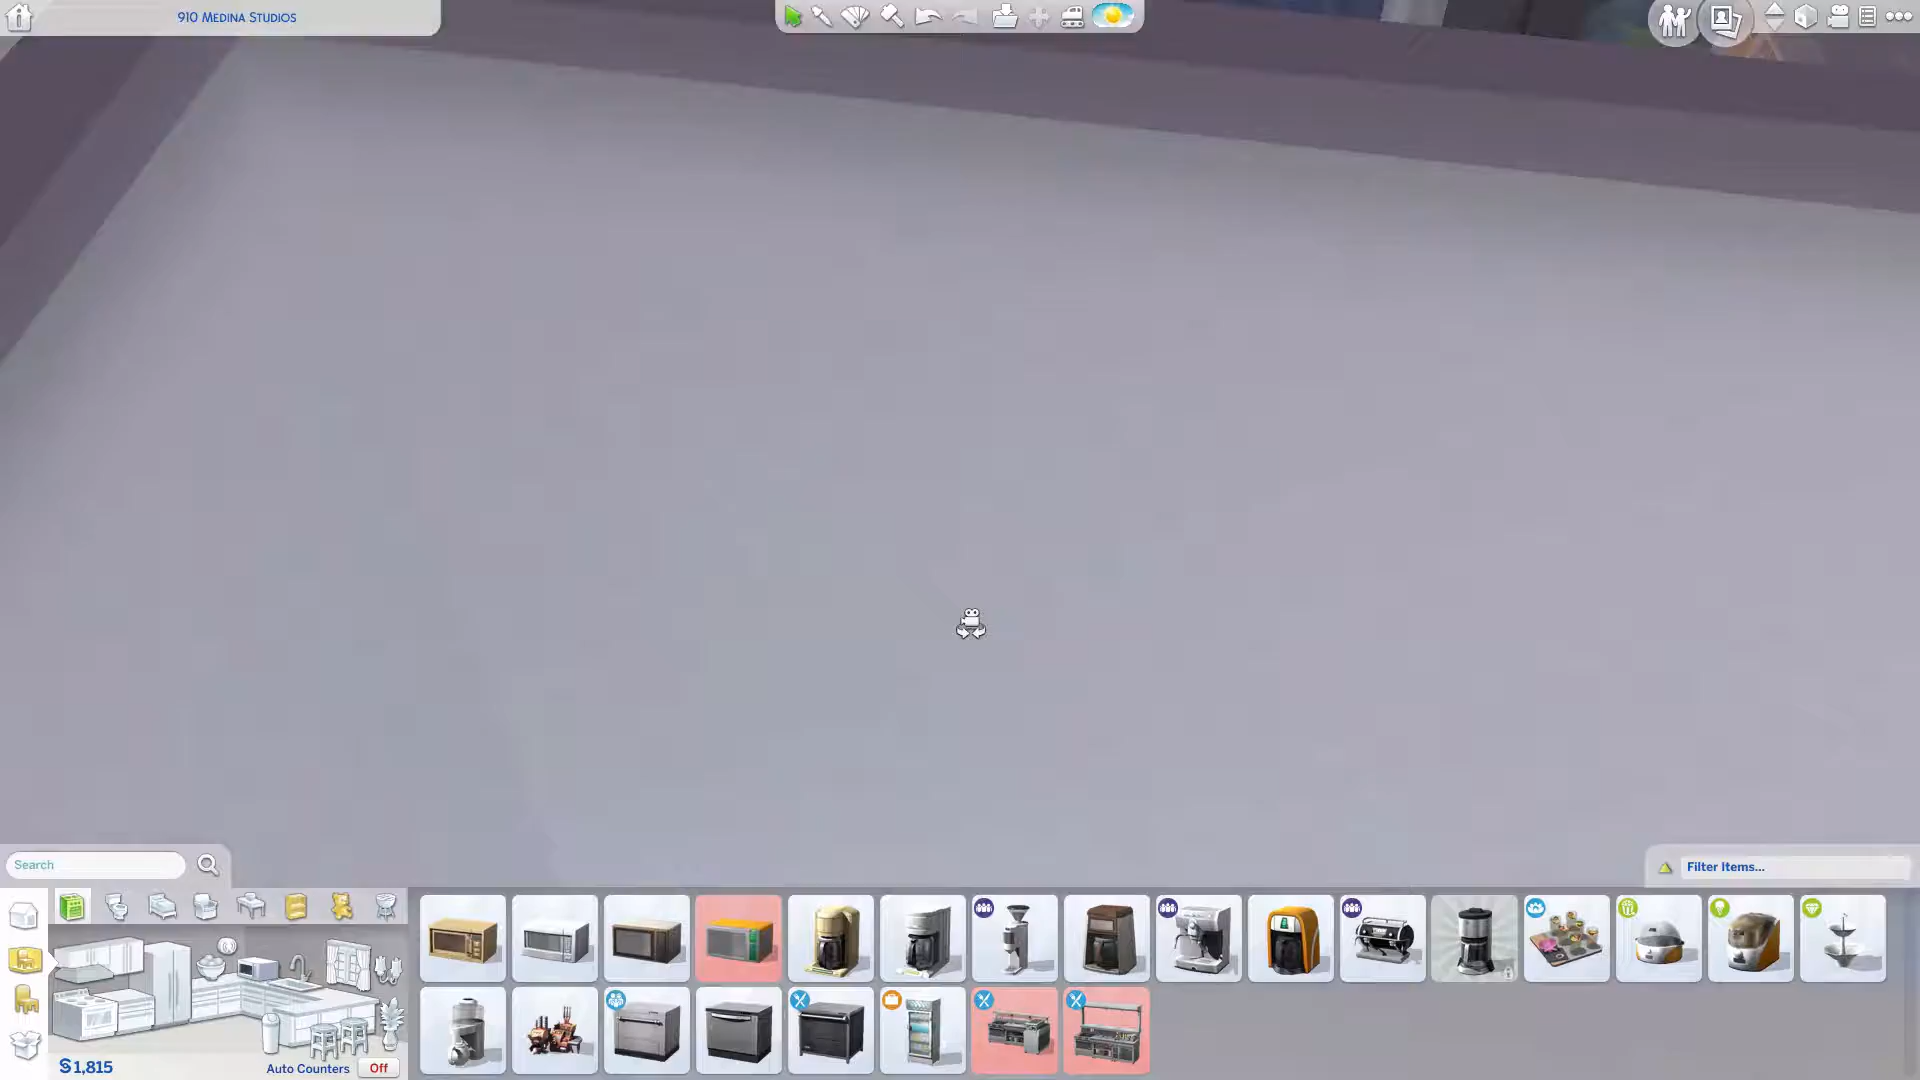 910 Medina Studios
Search
Filter Items...
§1,815
Auto Counters Off